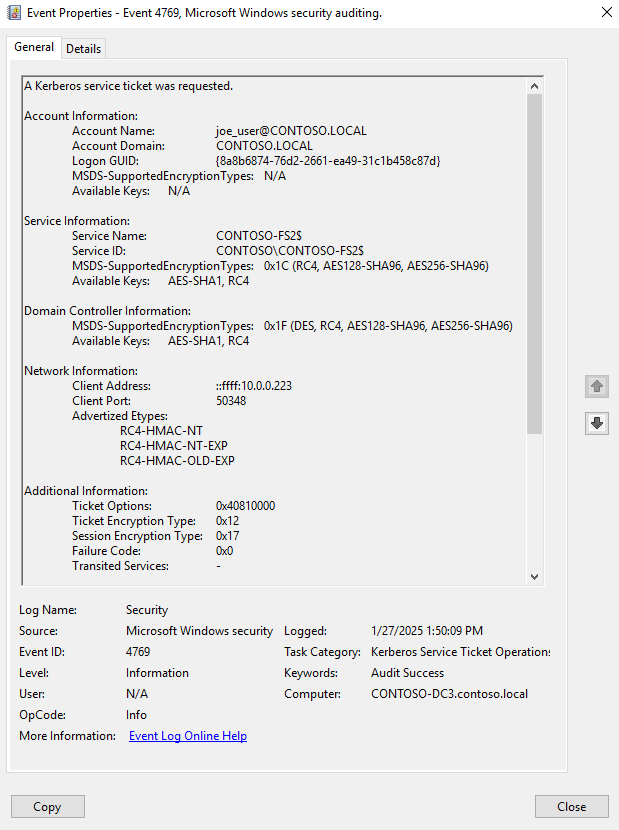 Event Properties - Event 4769, Microsoft Windows security auditing.
General Details
A Kerberos service ticket was requested.
Account Information:
Account Name: joe_user@CONTOSO.LOCAL
Account Domain: CONTOSO.LOCAL
Logon GUID: {8a8b6874-76d2-2661-ea49-31c1b458c87d}
MSDS-SupportedEncryptionTypes: N/A
Available Keys: N/A
Service Information:
Service Name: CONTOSO-FS2$
Service ID: CONTOSO\CONTOSO-FS2$
MSDS-SupportedEncryptionTypes: 0x1C (RC4, AES128-SHA96, AES256-SHA96)
Available Keys: AES-SHA1, RC4
Domain Controller Information:
MSDS-SupportedEncryptionTypes: 0x1F (DES, RC4, AES128-SHA96, AES256-SHA96)
Available Keys: AES-SHA1, RC4
Network Information:
Client Address: ::ffff:10.0.0.223
Client Port: 50348
Advertized Etypes:
RC4-HMAC-NT
RC4-HMAC-NT-EXP
RC4-HMAC-OLD-EXP
Additional Information:
Ticket Options: 0x40810000
Ticket Encryption Type: 0x12
Session Encryption Type: 0x17
Failure Code: 0x0
Transited Services: -
Log Name: Security
Source: Microsoft Windows security Logged: 1/27/2025 1:50:09 PM
Event ID: 4769 Task Category: Kerberos Service Ticket Operations
Level: Information Keywords: Audit Success
User: N/A Computer: CONTOSO-DC3.contoso.local
OpCode: Info
More Information: Event Log Online Help
Copy Close